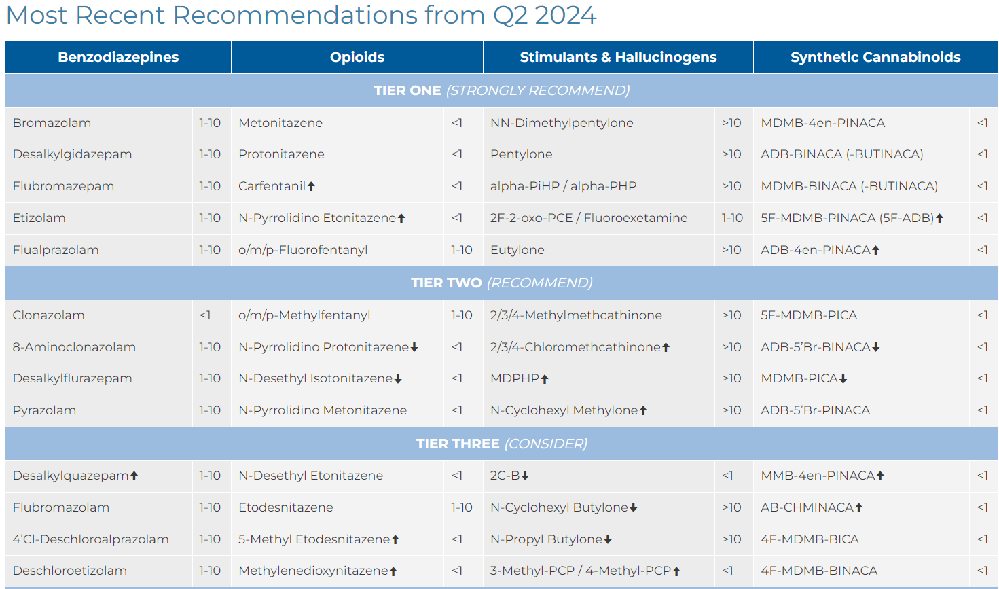 Most Recent Recommendations from Q2 2024
Benzodiazepines Opioids Stimulants & Hallucinogens Synthetic Cannabinoids
TIER ONE (STRONGLY RECOMMEND)
Bromazolam 1-10 Metonitazene <1 NN-Dimethylpentylone >10 MDMB-4en-PINACA <1
Desalkylgidazepam 1-10 Protonitazene <1 Pentylone >10 ADB-BINACA (-BUTINACA) <1
Flubromazepam 1-10 Carfentanil↑ <1 alpha-PiHP / alpha-PHP >10 MDMB-BINACA (-BUTINACA) <1
Etizolam 1-10 N-Pyrrolidino Etonitazene↑ <1 2F-2-oxo-PCE / Fluoroexetamine 1-10 5F-MDMB-PINACA (5F-ADB)↑ <1
Flualprazolam 1-10 o/m/p-Fluorofentanyl 1-10 Eutylone >10 ADB-4en-PINACA↑ <1
TIER TWO (RECOMMEND)
Clonazolam <1 o/m/p-Methylfentanyl 1-10 2/3/4-Methylmethcathinone >10 5F-MDMB-PICA <1
8-Aminoclonazolam 1-10 N-Pyrrolidino Protonitazene↓ <1 2/3/4-Chloromethcathinone↑ >10 ADB-5’Br-BINACA↓ <1
Desalkylflurazepam 1-10 N-Desethyl Isotonitazene↓ <1 MDPHP↑ >10 MDMB-PICA↓ <1
Pyrazolam 1-10 N-Pyrrolidino Metonitazene <1 N-Cyclohexyl Methylone↑ >10 ADB-5’Br-PINACA <1
TIER THREE (CONSIDER)
Desalkylquazepam↑ 1-10 N-Desethyl Etonitazene <1 2C-B↓ <1 MMB-4en-PINACA↑ <1
Flubromazolam 1-10 Etodesnitazene 1-10 N-Cyclohexyl Butylone↓ >10 AB-CHMINACA↑ <1
4’Cl-Deschloroalprazolam 1-10 5-Methyl Etodesnitazene↑ <1 N-Propyl Butylone↓ >10 4F-MDMB-BICA <1
Deschloroetizolam 1-10 Methylenedioxynitazene↑ <1 3-Methyl-PCP / 4-Methyl-PCP↑ <1 4F-MDMB-BINACA <1